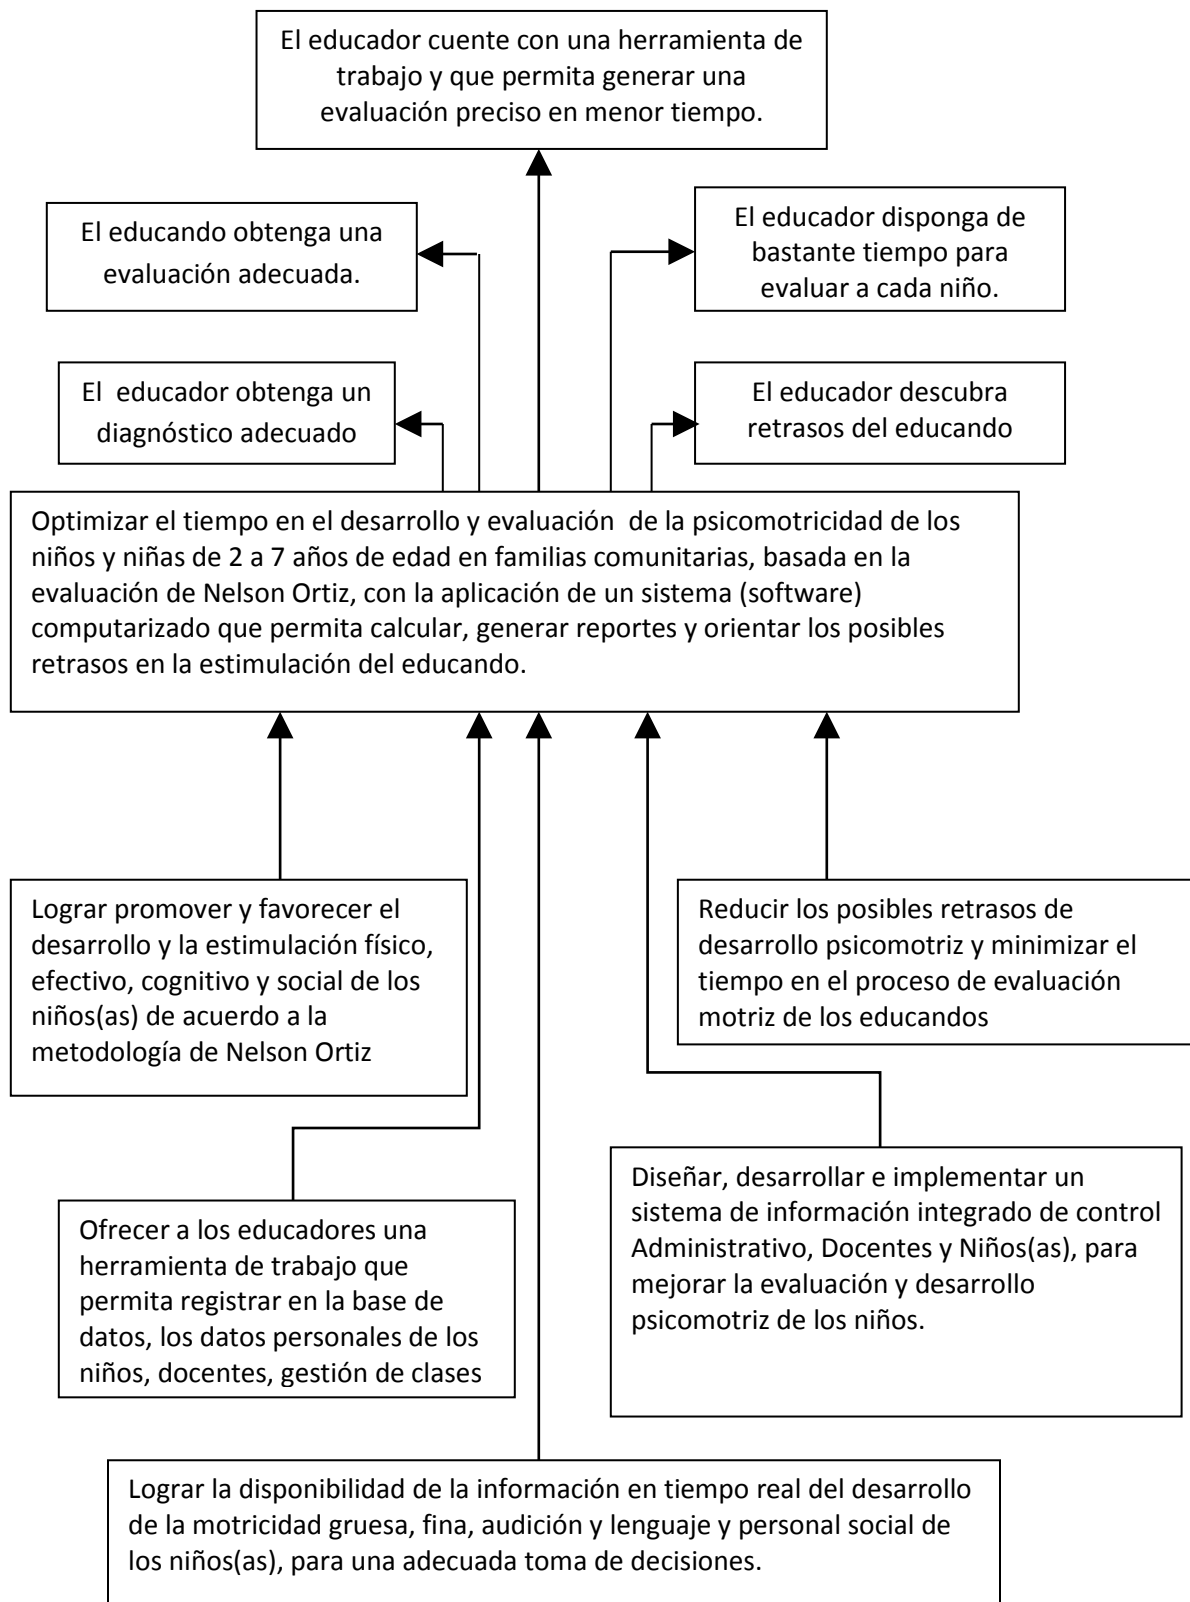 El educador cuente con una herramienta de
trabajo y que permita generar una
evaluación preciso en menor tiempo.
El educando obtenga una
evaluación adecuada.
El educador disponga de
bastante tiempo para
evaluar a cada niño.
El educador obtenga un
diagnóstico adecuado
El educador descubra
retrasos del educando
Optimizar el tiempo en el desarrollo y evaluación de la psicomotricidad de los
niños y niñas de 2 a 7 años de edad en familias comunitarias, basada en la
evaluación de Nelson Ortiz, con la aplicación de un sistema (software)
computarizado que permita calcular, generar reportes y orientar los posibles
retrasos en la estimulación del educando.
Lograr promover y favorecer el
desarrollo y la estimulación físico,
efectivo, cognitivo y social de los
niños(as) de acuerdo a la
metodología de Nelson Ortiz
Reducir los posibles retrasos de
desarrollo psicomotriz y minimizar el
tiempo en el proceso de evaluación
motriz de los educandos
Ofrecer a los educadores una
herramienta de trabajo que
permita registrar en la base de
datos, los datos personales de los
niños, docentes, gestión de clases
Diseñar, desarrollar e implementar un
sistema de información integrado de control
Administrativo, Docentes y Niños(as), para
mejorar la evaluación y desarrollo
psicomotriz de los niños.
Lograr la disponibilidad de la información en tiempo real del desarrollo
de la motricidad gruesa, fina, audición y lenguaje y personal social de
los niños(as), para una adecuada toma de decisiones.